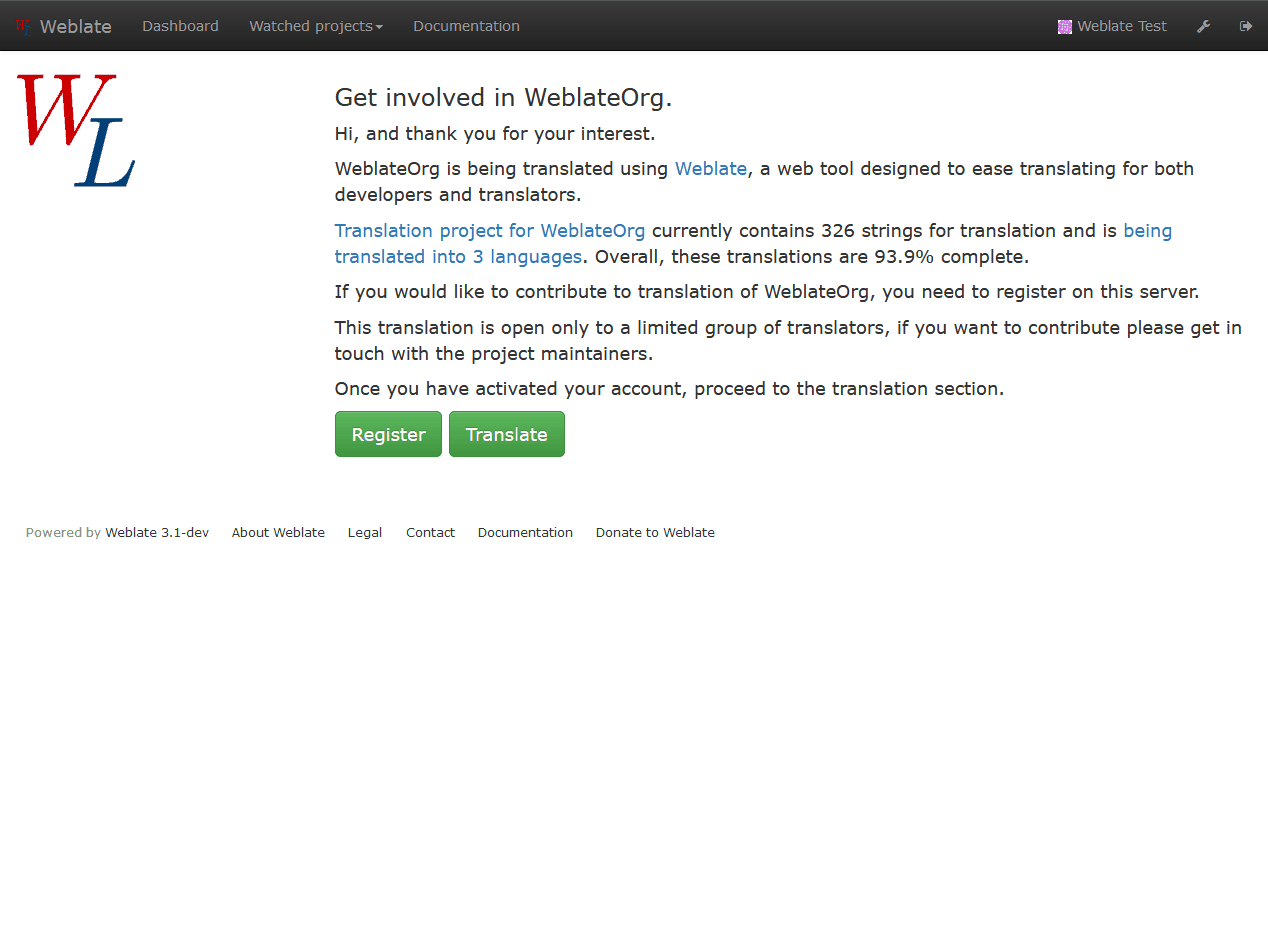 Weblate Dashboard Watched projects Documentation Weblate Test
WL
Get involved in WeblateOrg.
Hi, and thank you for your interest.
WeblateOrg is being translated using Weblate, a web tool designed to ease translating for both
developers and translators.
Translation project for WeblateOrg currently contains 326 strings for translation and is being
translated into 3 languages. Overall, these translations are 93.9% complete.
If you would like to contribute to translation of WeblateOrg, you need to register on this server.
This translation is open only to a limited group of translators, if you want to contribute please get in
touch with the project maintainers.
Once you have activated your account, proceed to the translation section.
Register Translate
Powered by Weblate 3.1-dev About Weblate Legal Contact Documentation Donate to Weblate